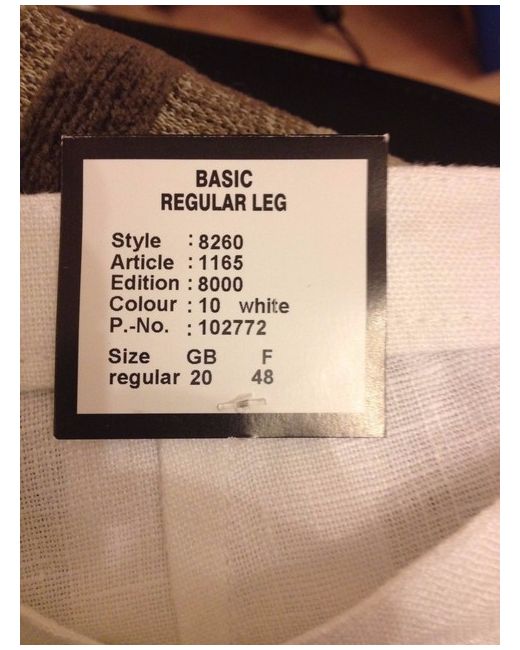 BASIC
REGULAR LEG
Style : 8260
Article : 1165
Edition : 8000
Colour : 10 white
P.-No. : 102772
Size GB F
regular 20 48